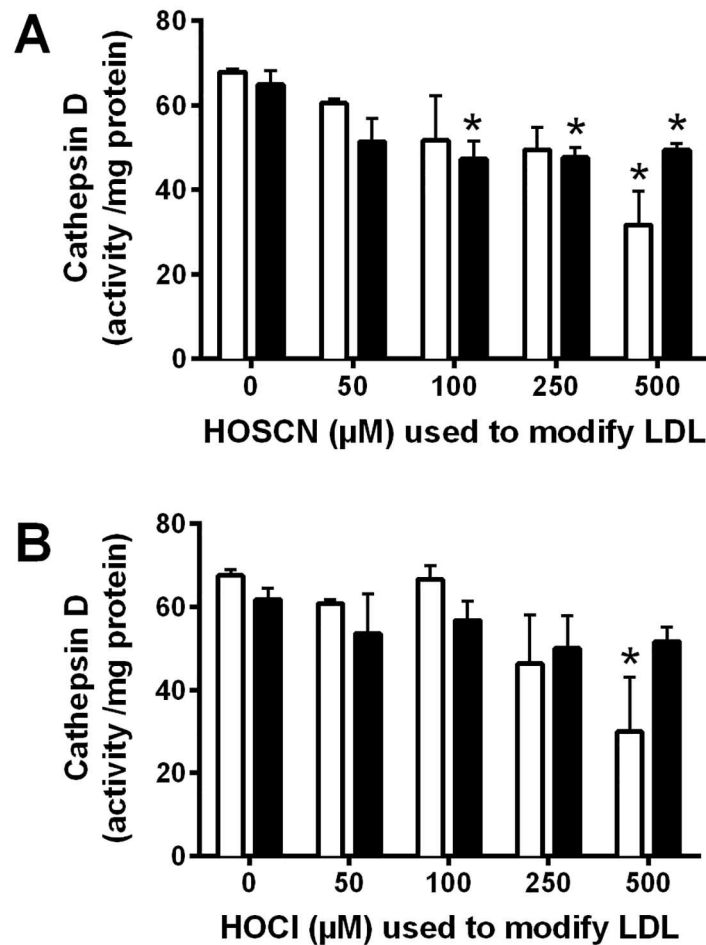 A
Cathepsin D
(activity /mg protein)
80
60
40
20
0
* * * *
0 50 100 250 500
HOSCN (µM) used to modify LDL
B
Cathepsin D
(activity /mg protein)
80
60
40
20
0
*
0 50 100 250 500
HOCl (µM) used to modify LDL